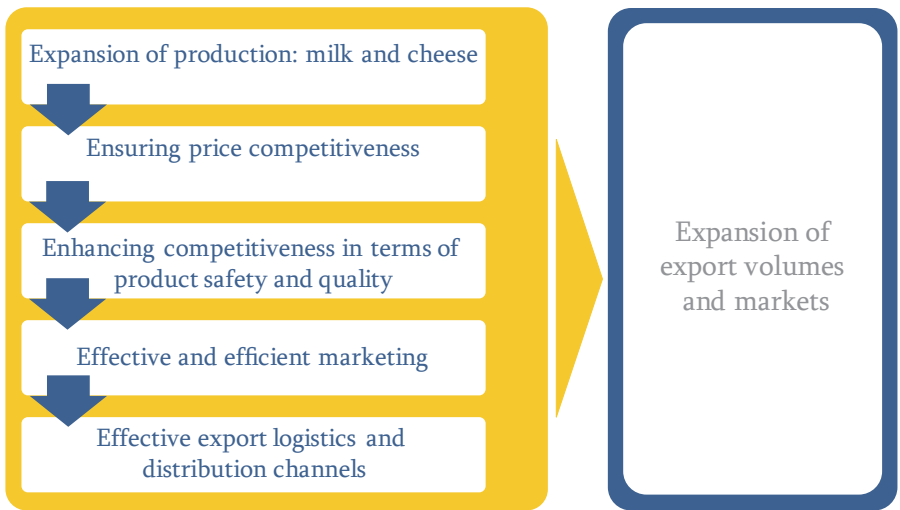 Expansion of production: milk and cheese
Ensuring price competitiveness
Enhancing competitiveness in terms of
product safety and quality
Effective and efficient marketing
Effective export logistics and
distribution channels
Expansion of
export volumes
and markets